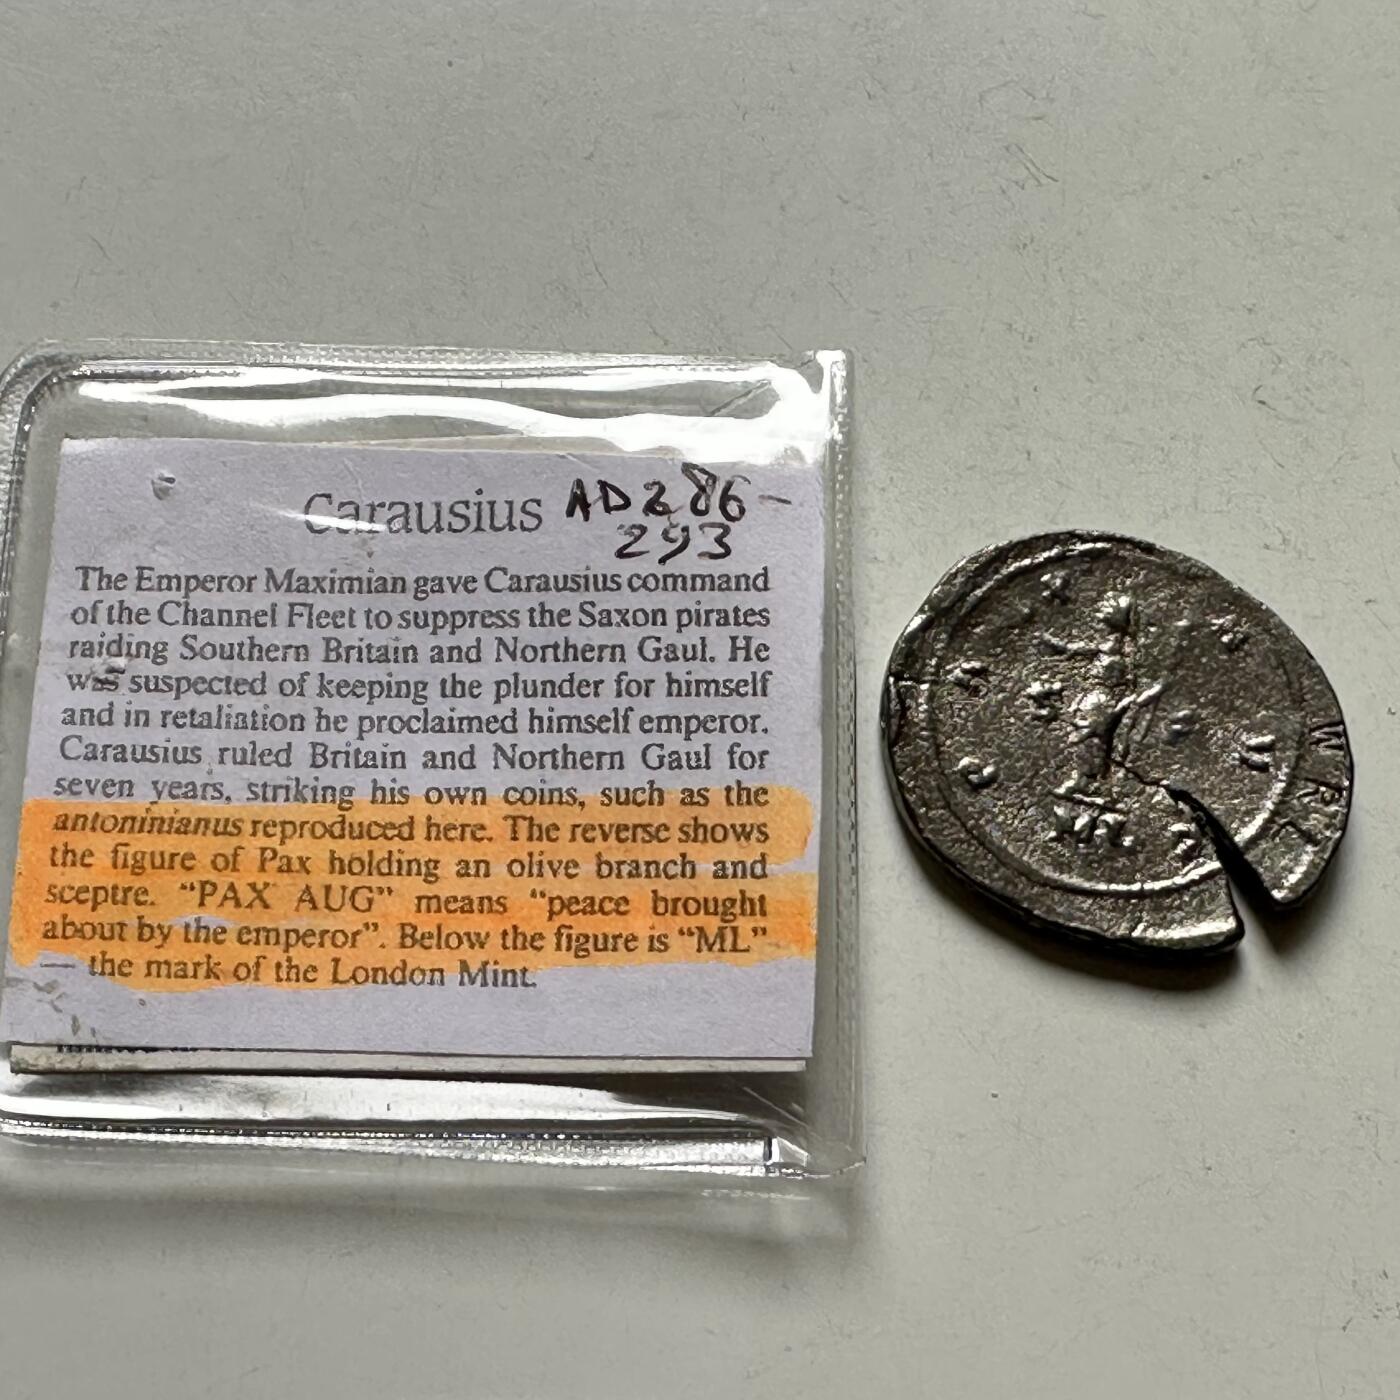 Carausius AD 286-
293
The Emperor Maximian gave Carausius command
of the Channel Fleet to suppress the Saxon pirates
raiding Southern Britain and Northern Gaul. He
was suspected of keeping the plunder for himself
and in retaliation he proclaimed himself emperor.
Carausius ruled Britain and Northern Gaul for
seven years, striking his own coins, such as the
antoninianus reproduced here. The reverse shows
the figure of Pax holding an olive branch and
sceptre. “PAX AUG” means “peace brought
about by the emperor”. Below the figure is “ML”
— the mark of the London Mint.
P A X A V G
ML
WRL